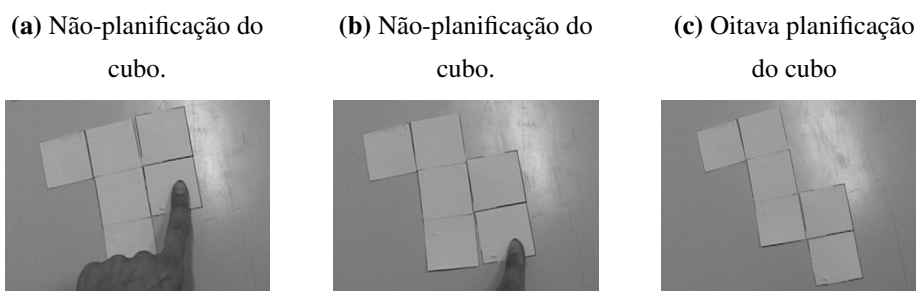 (a) Não-planificação do
cubo.
(b) Não-planificação do
cubo.
(c) Oitava planificação
do cubo